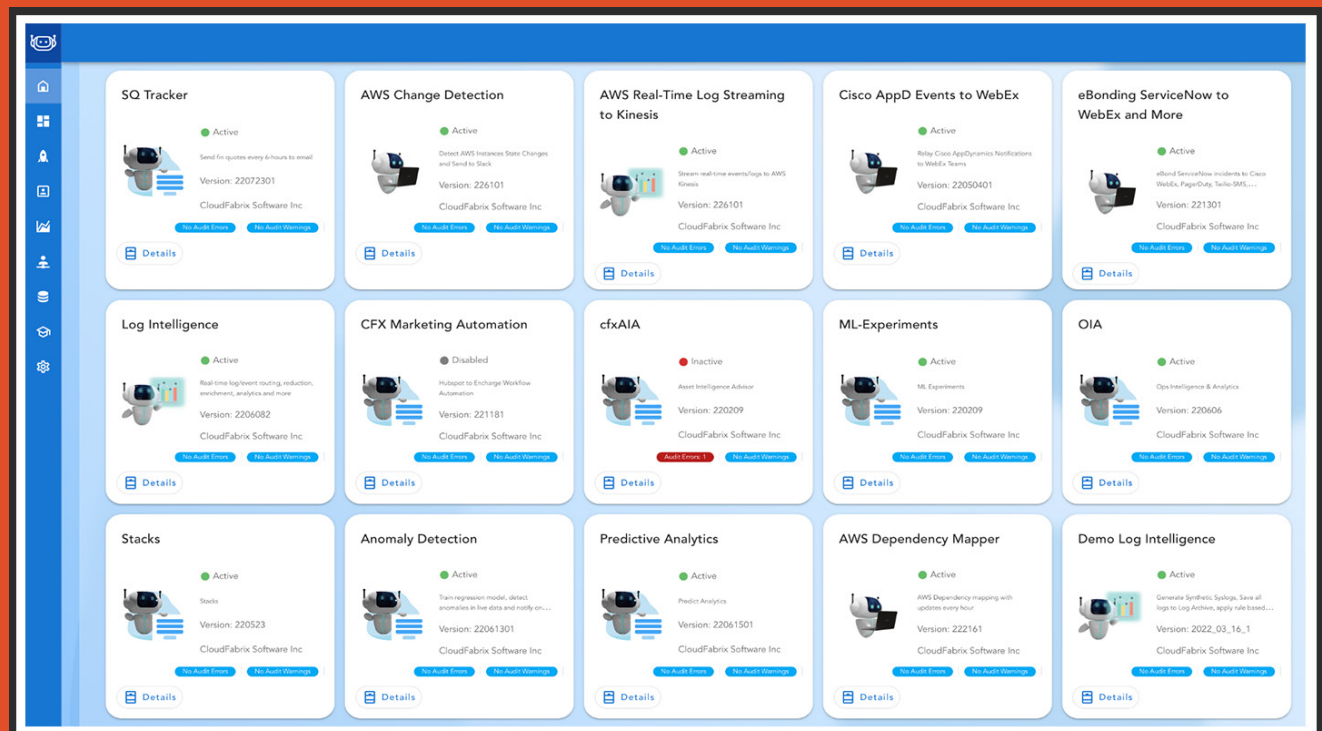 SQ Tracker
Active
Send fin quotes every 6-hours to email
Version: 22072301
CloudFabrix Software Inc
No Audit Errors
No Audit Warnings
Details
AWS Change Detection
Active
Detect AWS Instances State Changes
and Send to Slack
Version: 226101
CloudFabrix Software Inc
No Audit Errors
No Audit Warnings
Details
AWS Real-Time Log Streaming
to Kinesis
Active
Stream real-time events/logs to AWS
Kinesis
Version: 226101
CloudFabrix Software Inc
No Audit Errors
No Audit Warnings
Details
Cisco AppD Events to WebEx
Active
Relay Cisco AppDynamics Notifications
to WebEx Teams
Version: 22050401
CloudFabrix Software Inc
No Audit Errors
No Audit Warnings
Details
eBonding ServiceNow to
WebEx and More
Active
eBond ServiceNow incidents to Cisco
WebEx, PagerDuty, Twilio-SMS,...
Version: 221301
CloudFabrix Software Inc
No Audit Errors
No Audit Warnings
Details
Log Intelligence
Active
Real-time log/event routing, reduction,
enrichment, analytics and more
Version: 2206082
CloudFabrix Software Inc
No Audit Errors
No Audit Warnings
Details
CFX Marketing Automation
Disabled
Hubspot to Encharge Workflow
Automation
Version: 221181
CloudFabrix Software Inc
No Audit Errors
No Audit Warnings
Details
cfxAIA
Inactive
Asset Intelligence Advisor
Version: 220209
CloudFabrix Software Inc
Audit Errors: 1
No Audit Warnings
Details
ML-Experiments
Active
ML Experiments
Version: 220209
CloudFabrix Software Inc
No Audit Errors
No Audit Warnings
Details
OIA
Active
Ops Intelligence & Analytics
Version: 220606
CloudFabrix Software Inc
No Audit Errors
No Audit Warnings
Details
Stacks
Active
Stacks
Version: 220523
CloudFabrix Software Inc
No Audit Errors
No Audit Warnings
Details
Anomaly Detection
Active
Train-regression model, detect
anomalies in live data and notify on...
Version: 22061301
CloudFabrix Software Inc
No Audit Errors
No Audit Warnings
Details
Predictive Analytics
Active
Predict Analytics
Version: 22061501
CloudFabrix Software Inc
No Audit Errors
No Audit Warnings
Details
AWS Dependency Mapper
Active
AWS Dependency mapping with
updates every hour
Version: 222161
CloudFabrix Software Inc
No Audit Errors
No Audit Warnings
Details
Demo Log Intelligence
Active
Generate Synthetic Syslogs, Save all
logs to Log Archive, apply rule based...
Version: 2022_03_16_1
CloudFabrix Software Inc
No Audit Errors
No Audit Warnings
Details